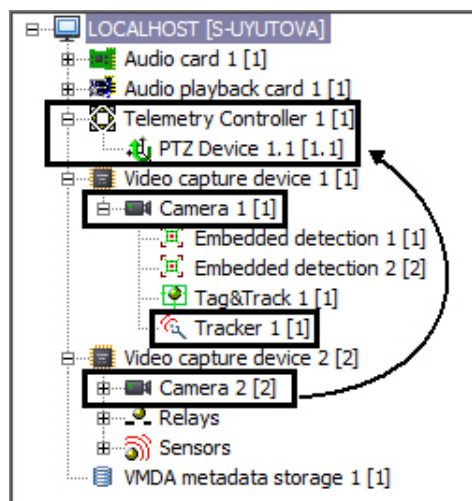 LOCALHOST [S-UYUTOVA]
Audio card 1 [1]
Audio playback card 1 [1]
Telemetry Controller 1 [1]
PTZ Device 1.1 [1.1]
Video capture device 1 [1]
Camera 1 [1]
Embedded detection 1 [1]
Embedded detection 2 [2]
Tag&Track 1 [1]
Tracker 1 [1]
Video capture device 2 [2]
Camera 2 [2]
Relays
Sensors
VMDA metadata storage 1 [1]